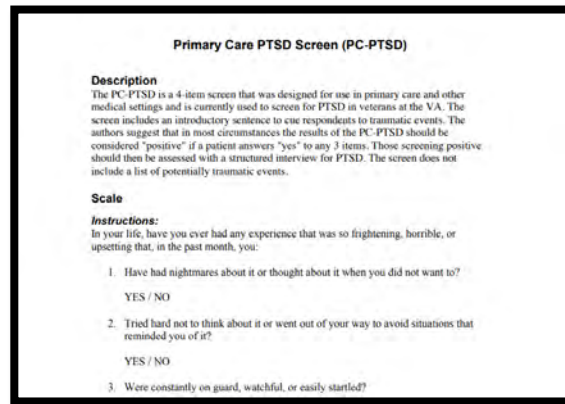 Primary Care PTSD Screen (PC-PTSD)
Description
The PC-PTSD is a 4-item screen that was designed for use in primary care and other
medical settings and is currently used to screen for PTSD in veterans at the VA. The
screen includes an introductory sentence to cue respondents to traumatic events. The
authors suggest that in most circumstances the results of the PC-PTSD should be
considered "positive" if a patient answers "yes" to any 3 items. Those screening positive
should then be assessed with a structured interview for PTSD. The screen does not
include a list of potentially traumatic events.
Scale
Instructions:
In your life, have you ever had any experience that was so frightening, horrible, or
upsetting that, in the past month, you:
1. Have had nightmares about it or thought about it when you did not want to?
YES / NO
2. Tried hard not to think about it or went out of your way to avoid situations that
reminded you of it?
YES / NO
3. Were constantly on guard, watchful, or easily startled?